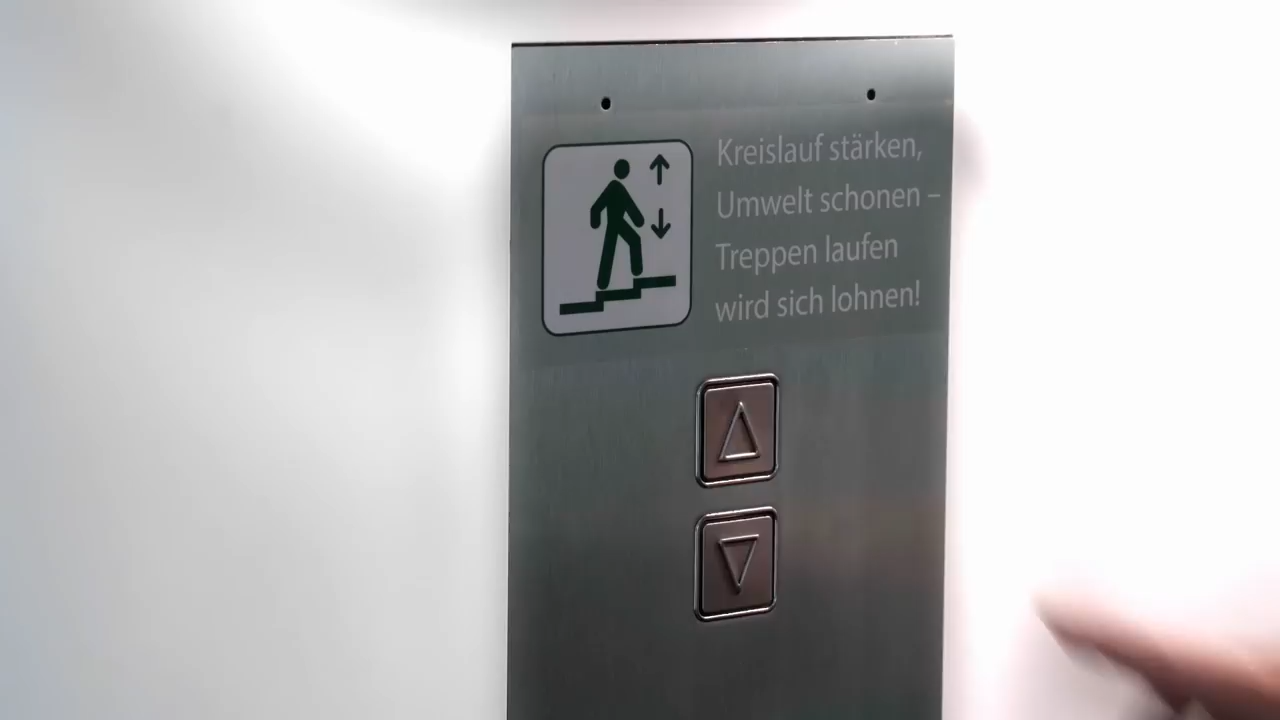 Kreislauf stärken,
Umwelt schonen –
Treppen laufen
wird sich lohnen!